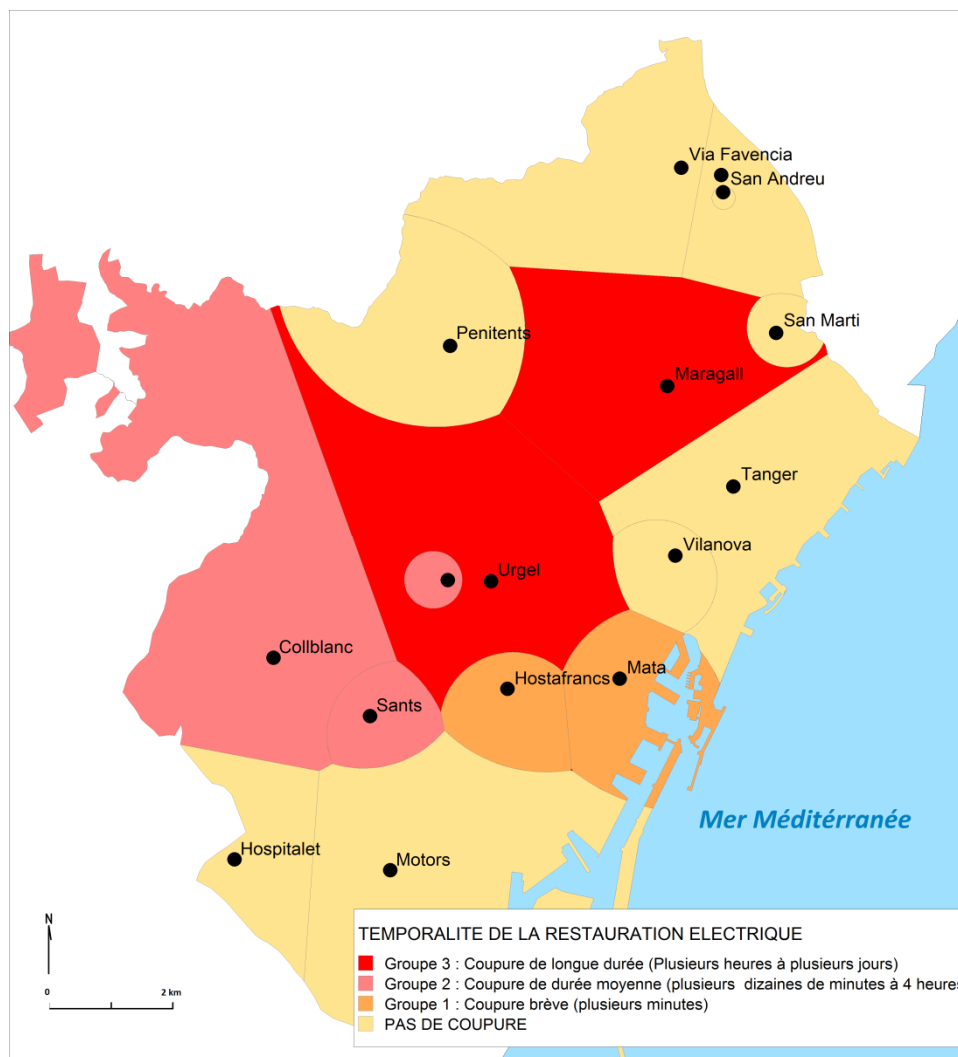 Via Favencia
San Andreu
San Marti
Penitents
Maragall
Tanger
Vilanova
Urgel
Collblanc
Mata
Hostafrancs
Sants
Mer Méditérranée
Hospitalet
Motors
N
0 2 km
TEMPORALITE DE LA RESTAURATION ELECTRIQUE
Groupe 3 : Coupure de longue durée (Plusieurs heures à plusieurs jours)
Groupe 2 : Coupure de durée moyenne (plusieurs dizaines de minutes à 4 heures
Groupe 1 : Coupure brève (plusieurs minutes)
PAS DE COUPURE